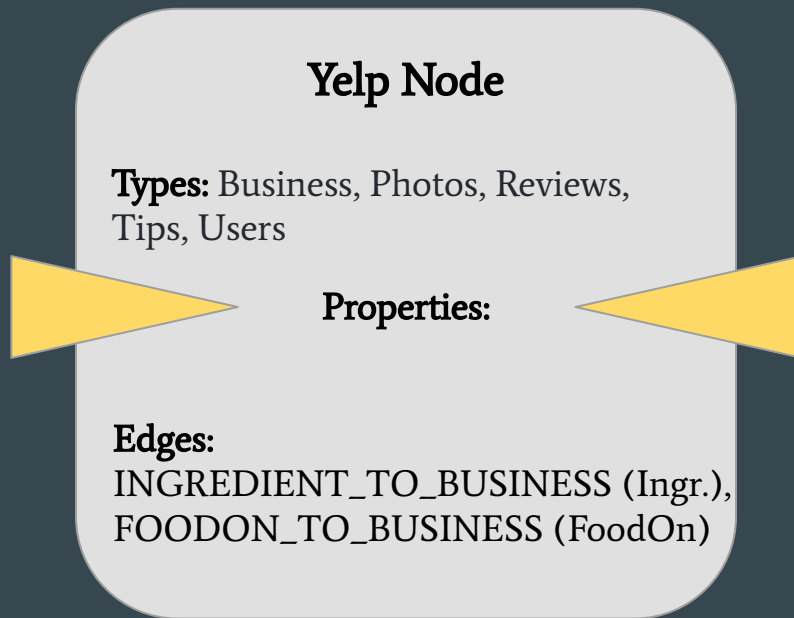 Yelp Node
Types: Business, Photos, Reviews,
Tips, Users
Properties:
Edges:
INGREDIENT_TO_BUSINESS (Ingr.),
FOODON_TO_BUSINESS (FoodOn)